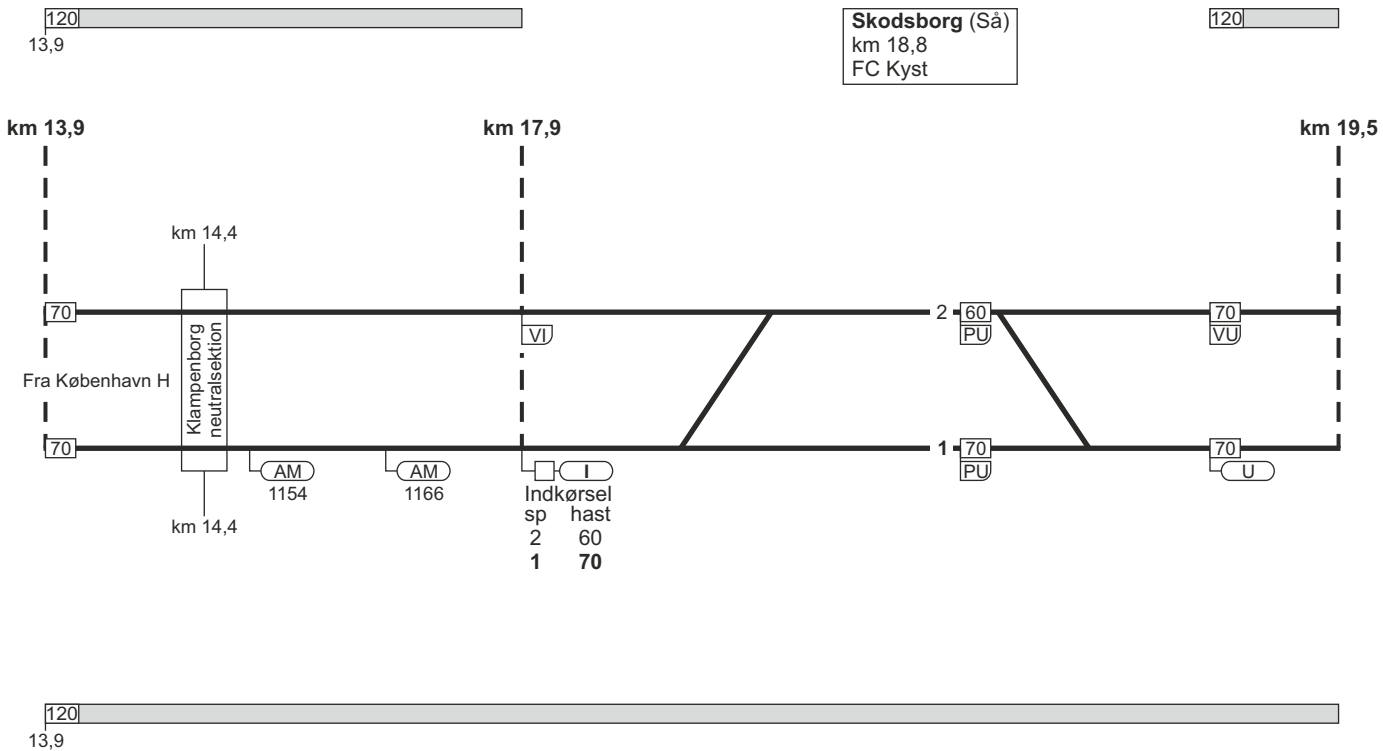 120
13,9
Skodsborg (Så)
km 18,8
FC Kyst
120
km 13,9
km 17,9
km 19,5
km 14,4
70
2
60
70
VI
PU
VU
Fra København H
Klampenborg
neutralsektion
70
1
70
70
AM
1154
AM
1166
I
PU
U
Indkørsel
sp hast
2 60
1 70
km 14,4
120
13,9